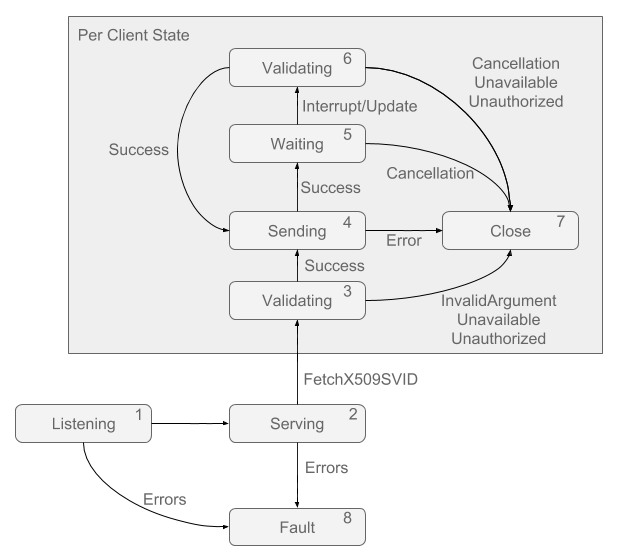 Per Client State
Validating 6
Cancellation
Unavailable
Unauthorized
Interrupt/Update
Success
Waiting 5
Cancellation
Success
Sending 4
Close 7
Error
Success
Validating 3
InvalidArgument
Unavailable
Unauthorized
FetchX509SVID
Listening 1
Serving 2
Errors
Errors
Fault 8